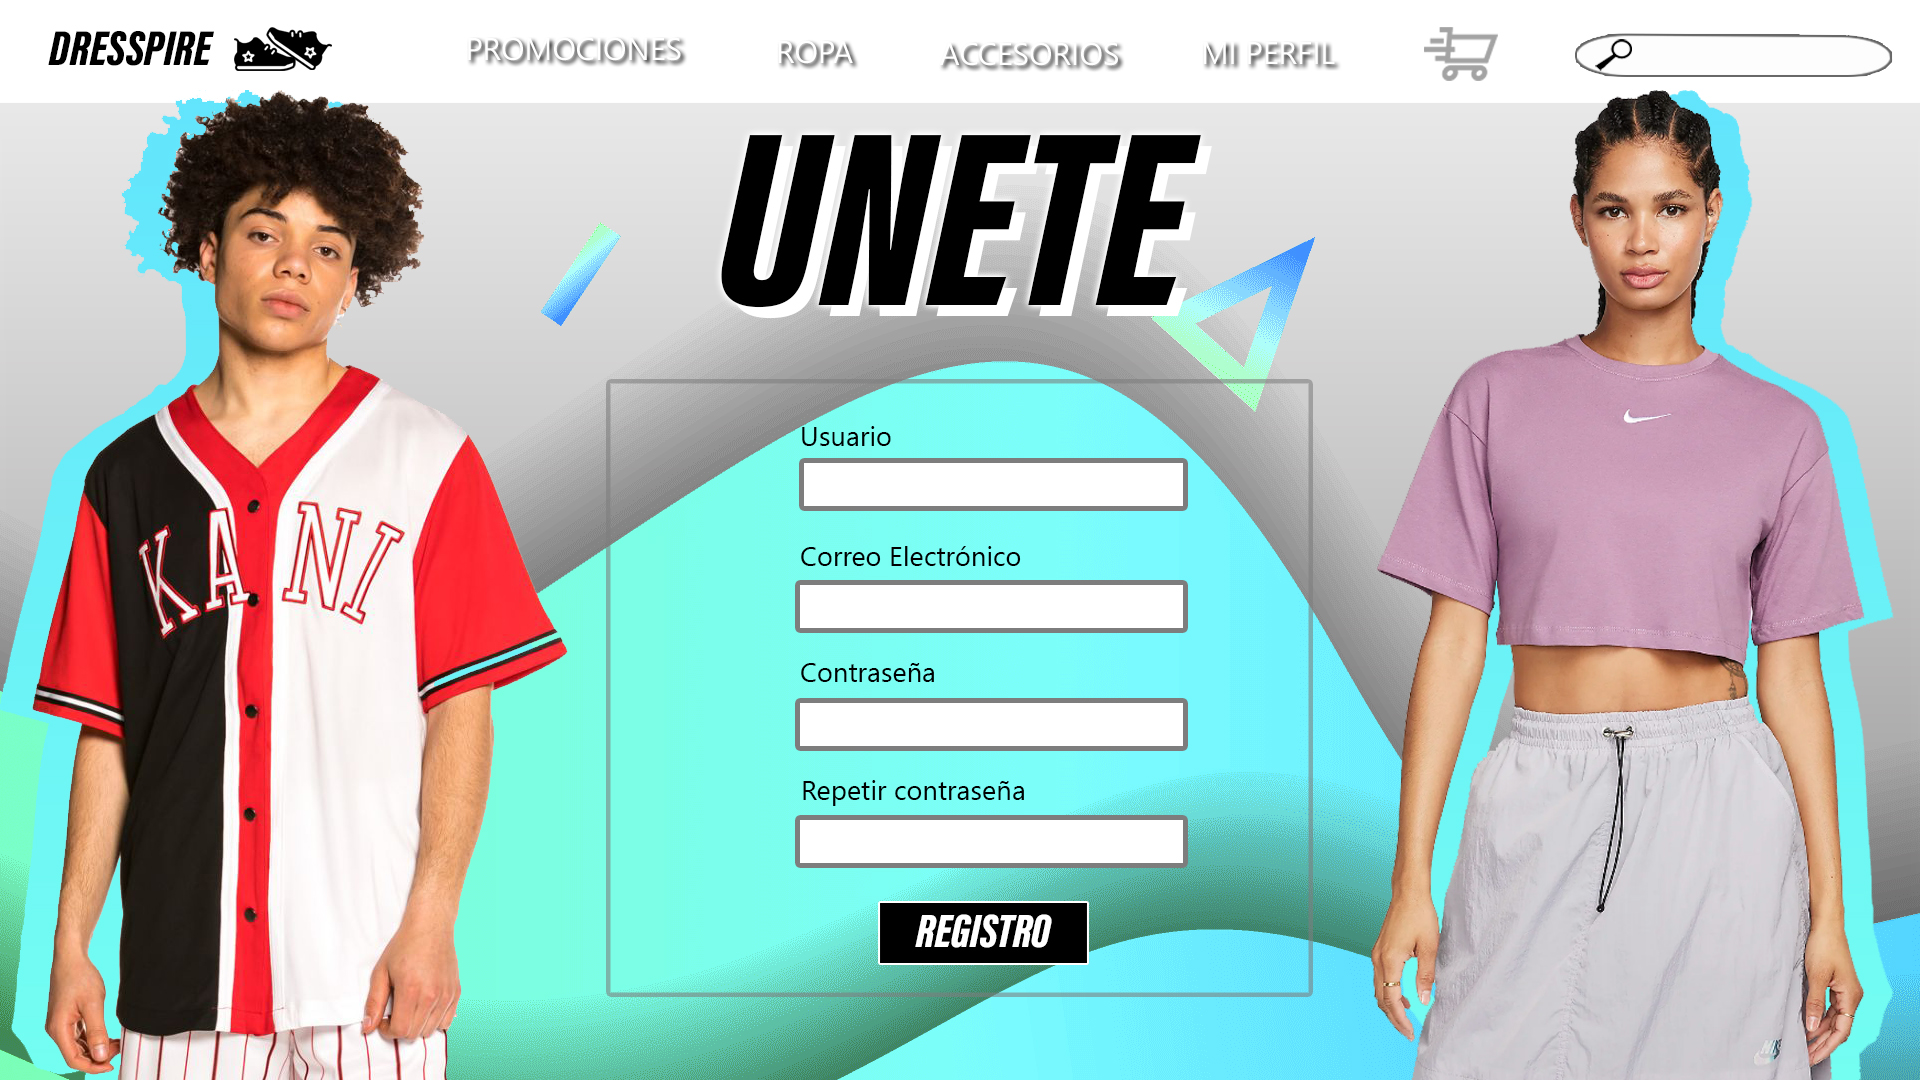 DRESSPIRE
PROMOCIONES
ROPA
ACCESORIOS
MI PERFIL
UNETE
KANI
Usuario
Correo Electrónico
Contraseña
Repetir contraseña
REGISTRO